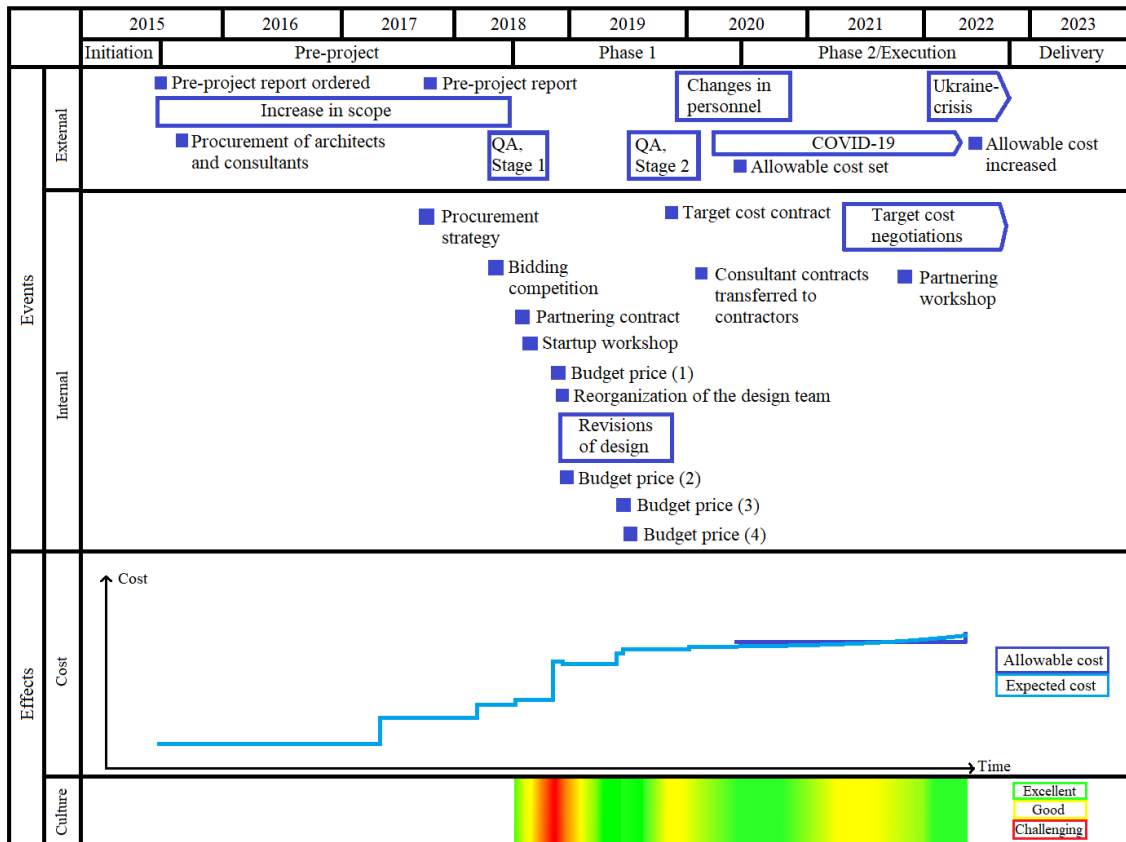 2015 2016 2017 2018 2019 2020 2021 2022 2023
Initiation Pre-project Phase 1 Phase 2/Execution Delivery
Events
External
Pre-project report ordered
Pre-project report
Changes in
personnel
Ukraine-
crisis
Increase in scope
Procurement of architects
and consultants
QA,
Stage 1
QA,
Stage 2
COVID-19
Allowable cost
increased
Allowable cost set
Internal
Procurement
strategy
Target cost contract
Target cost
negotiations
Bidding
competition
Consultant contracts
transferred to
contractors
Partnering
workshop
Partnering contract
Startup workshop
Budget price (1)
Reorganization of the design team
Revisions
of design
Budget price (2)
Budget price (3)
Budget price (4)
Effects
Cost
Cost
Allowable cost
Expected cost
Time
Culture
Excellent
Good
Challenging